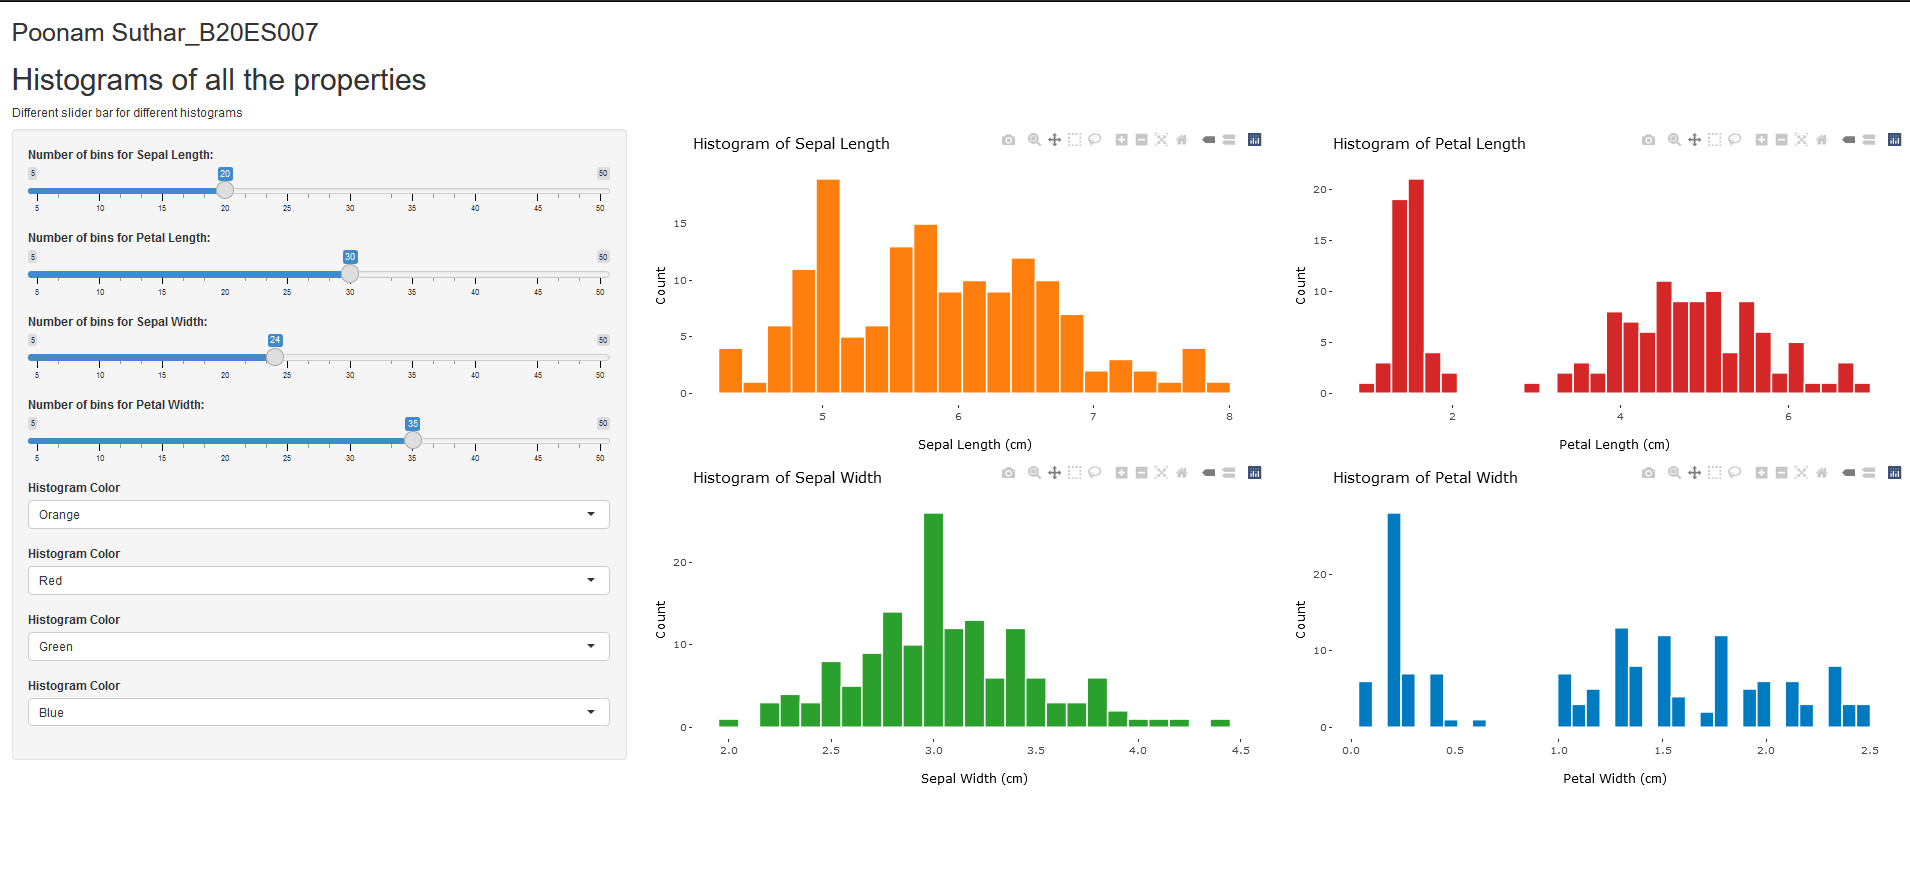 Poonam Suthar_B20ES007
Histograms of all the properties
Different slider bar for different histograms
Number of bins for Sepal Length:
5 20 50
5 10 15 20 25 30 35 40 45 50
Number of bins for Petal Length:
5 30 50
5 10 15 20 25 30 35 40 45 50
Number of bins for Sepal Width:
5 24 50
5 10 15 20 25 30 35 40 45 50
Number of bins for Petal Width:
5 35 50
5 10 15 20 25 30 35 40 45 50
Histogram Color
Orange
Histogram Color
Red
Histogram Color
Green
Histogram Color
Blue
Histogram of Sepal Length
Count
15
10
5
0
5 6 7 8
Sepal Length (cm)
Histogram of Petal Length
Count
20
15
10
5
0
2 4 6
Petal Length (cm)
Histogram of Sepal Width
Count
20
10
0
2.0 2.5 3.0 3.5 4.0 4.5
Sepal Width (cm)
Histogram of Petal Width
Count
20
10
0
0.0 0.5 1.0 1.5 2.0 2.5
Petal Width (cm)